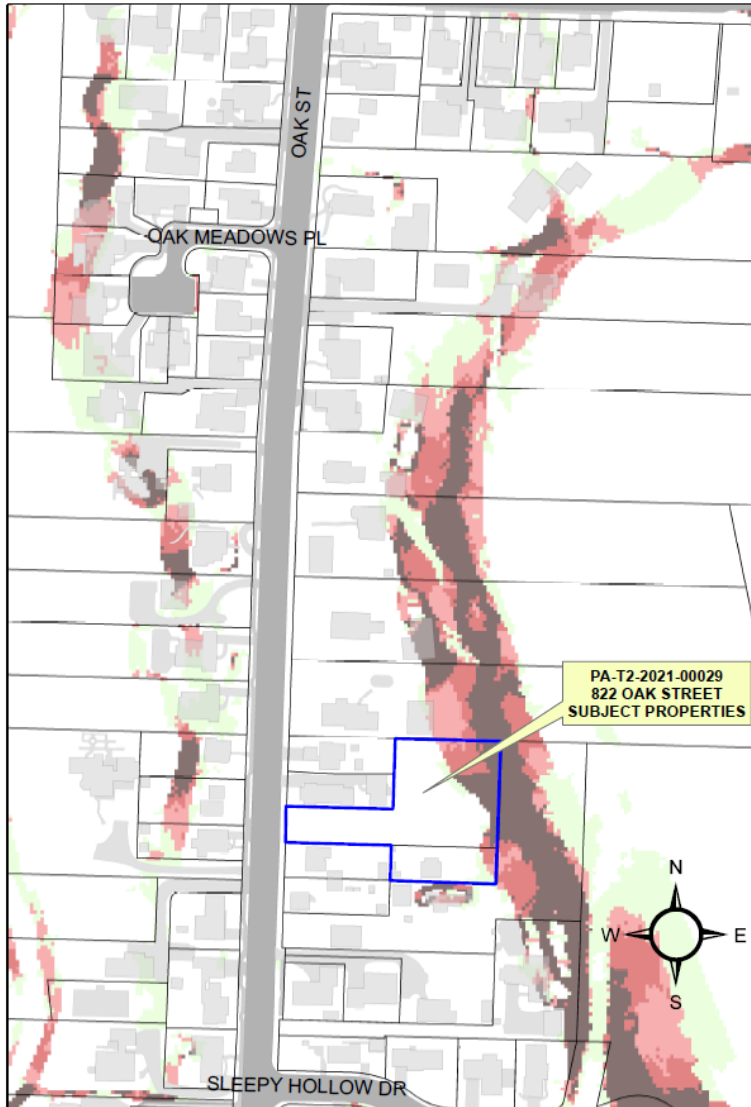 OAK ST
OAK MEADOWS PL
PA-T2-2021-00029
822 OAK STREET
SUBJECT PROPERTIES
N
W
E
S
SLEEPY HOLLOW DR